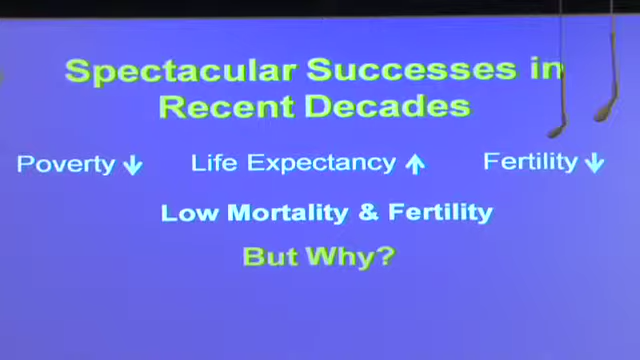 Spectacular Successes in
Recent Decades
Poverty ↓ Life Expectancy ↑ Fertility ↓
Low Mortality & Fertility
But Why?